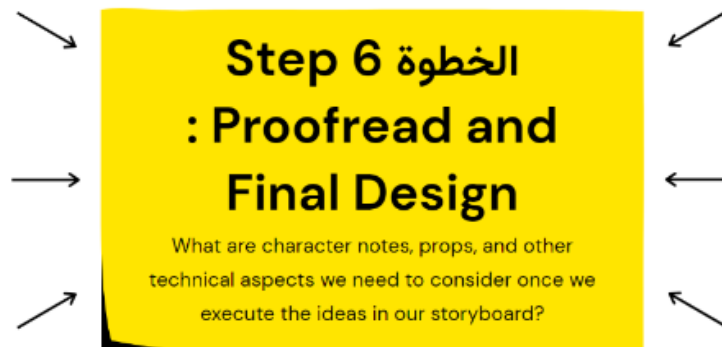 Step 6 الخطوة
: Proofread and
Final Design
What are character notes, props, and other
technical aspects we need to consider once we
execute the ideas in our storyboard?